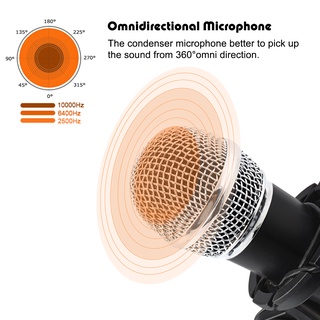 Omnidirectional Microphone
The condenser microphone better to pick up
the sound from 360°omni direction.
180°
135° 225°
90° 270°
45° 315°
0°
10000Hz
6400Hz
2500Hz